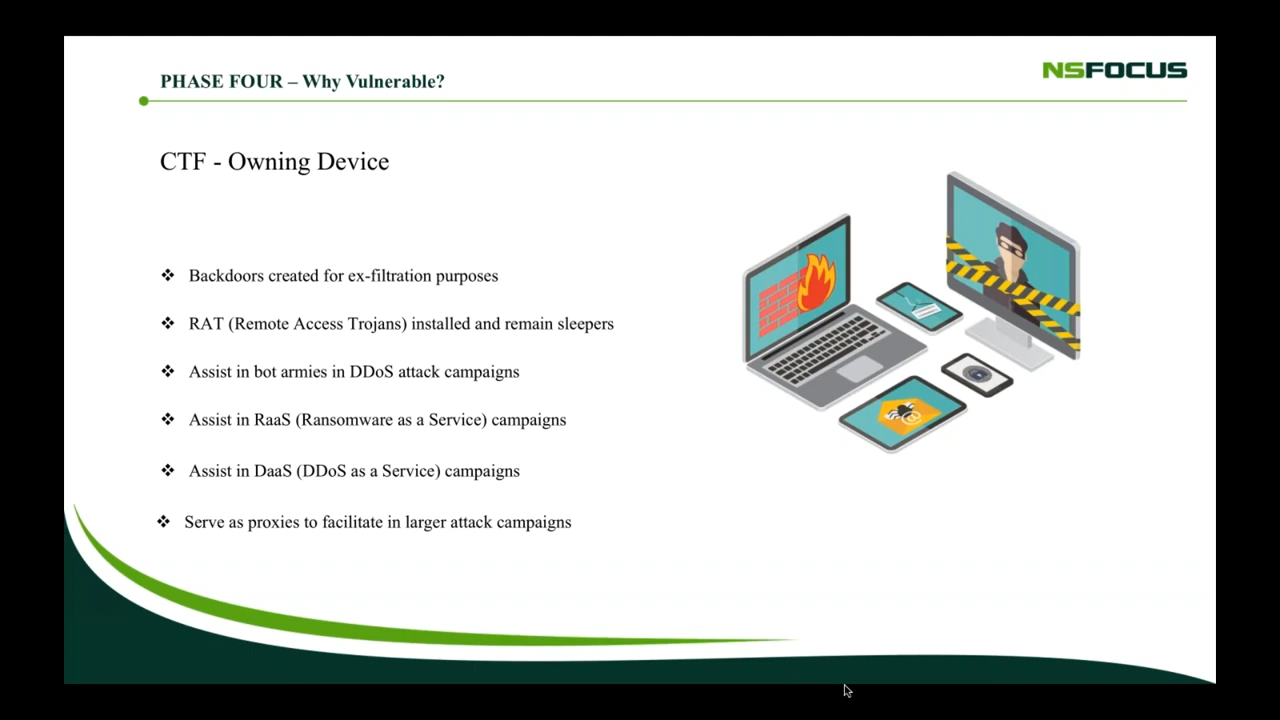 PHASE FOUR – Why Vulnerable?
NSFOCUS
CTF - Owning Device
❖ Backdoors created for ex-filtration purposes
❖ RAT (Remote Access Trojans) installed and remain sleepers
❖ Assist in bot armies in DDoS attack campaigns
❖ Assist in RaaS (Ransomware as a Service) campaigns
❖ Assist in DaaS (DDoS as a Service) campaigns
❖ Serve as proxies to facilitate in larger attack campaigns
@